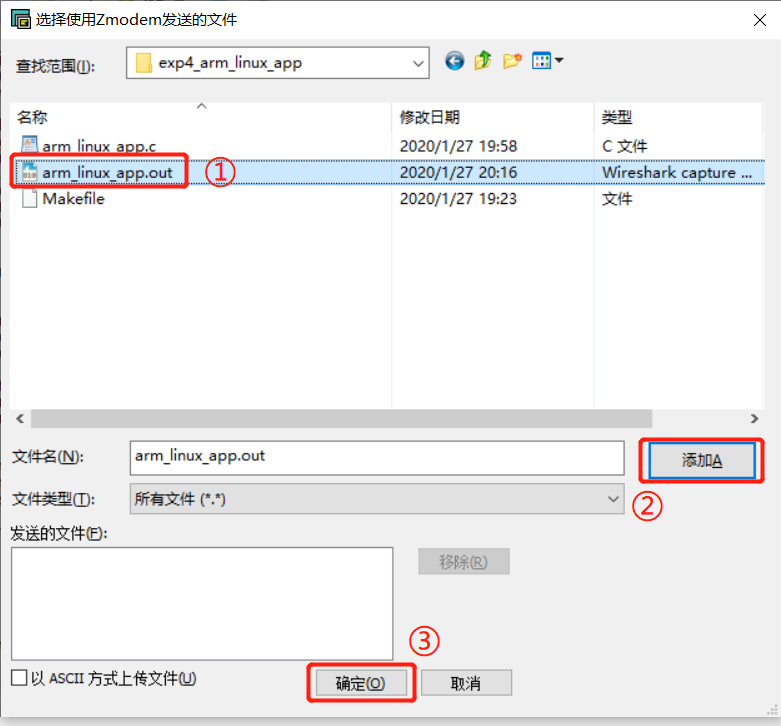 选择使用Zmodem发送的文件
查找范围(I): exp4_arm_linux_app
名称 修改日期 类型
arm_linux_app.c 2020/1/27 19:58 C 文件
arm_linux_app.out 2020/1/27 20:16 Wireshark capture ...
①
Makefile 2020/1/27 19:23 文件
文件名(N): arm_linux_app.out 添加A
文件类型(T): 所有文件 (*.*)
②
发送的文件(F):
移除(R)
③
以 ASCII 方式上传文件(U) 确定(O) 取消